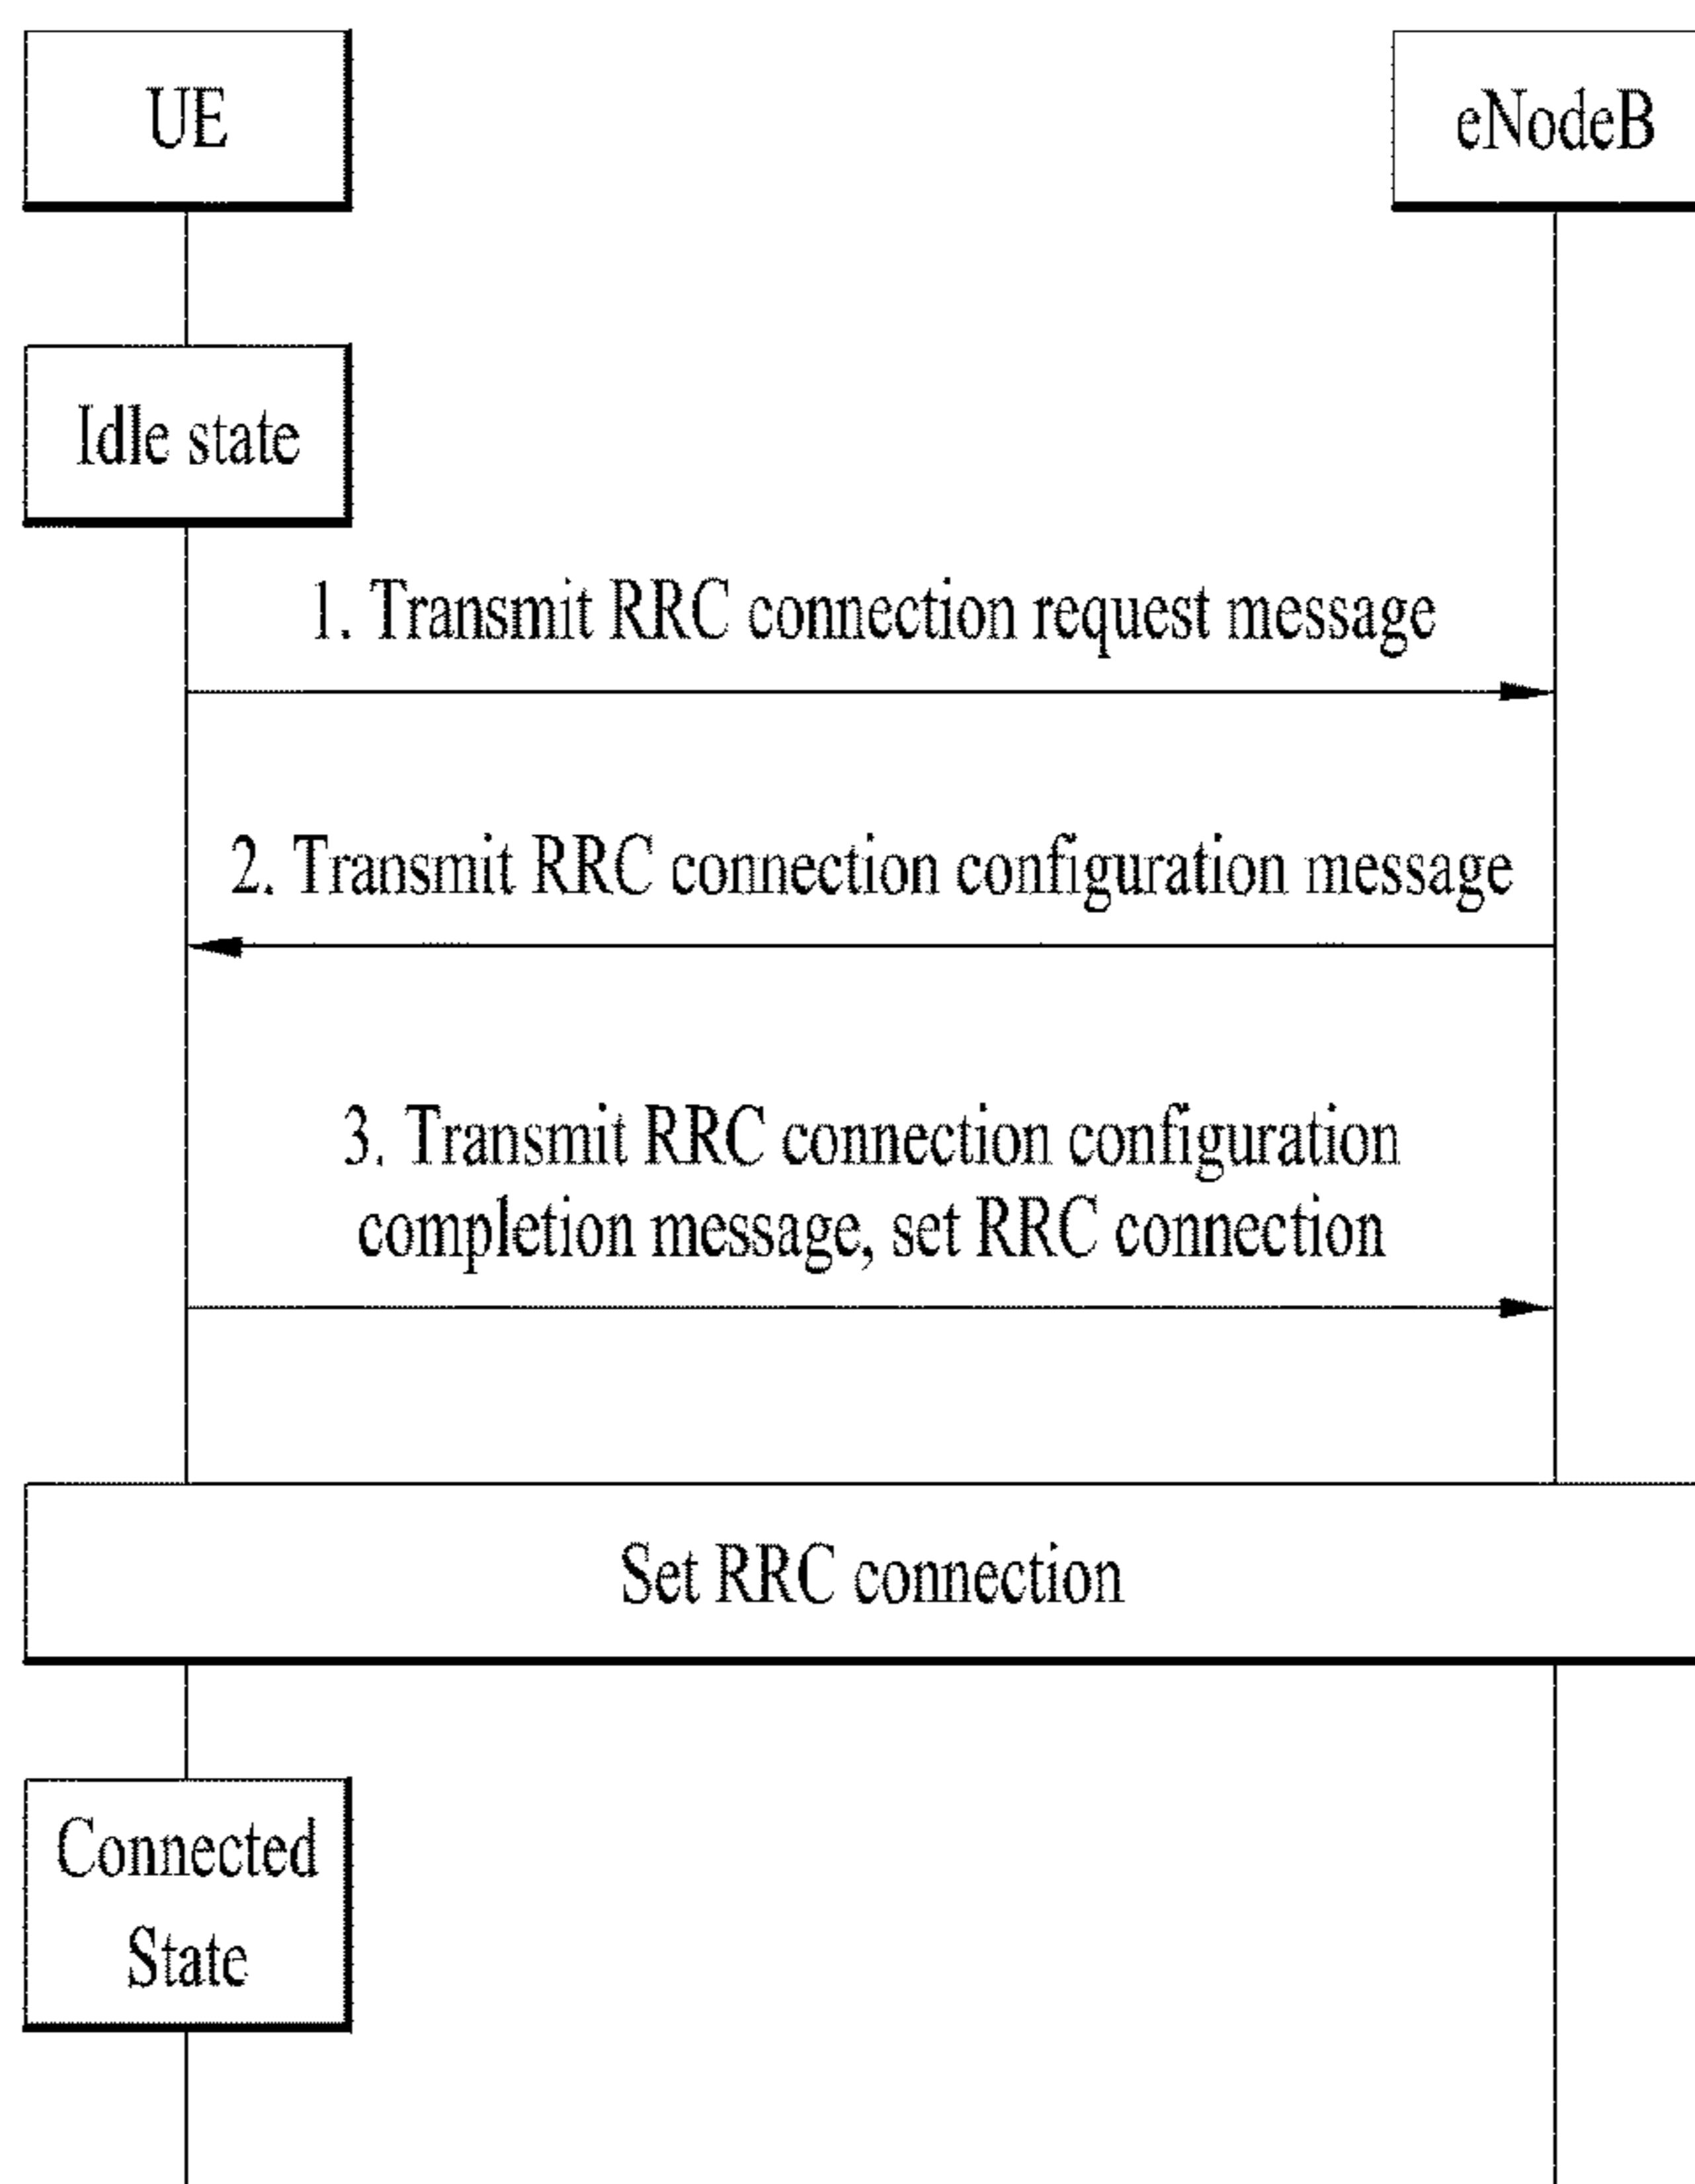 UE
eNodeB
Idle state
1. Transmit RRC connection request message
2. Transmit RRC connection configuration message
3. Transmit RRC connection configuration
completion message, set RRC connection
Set RRC connection
Connected
State